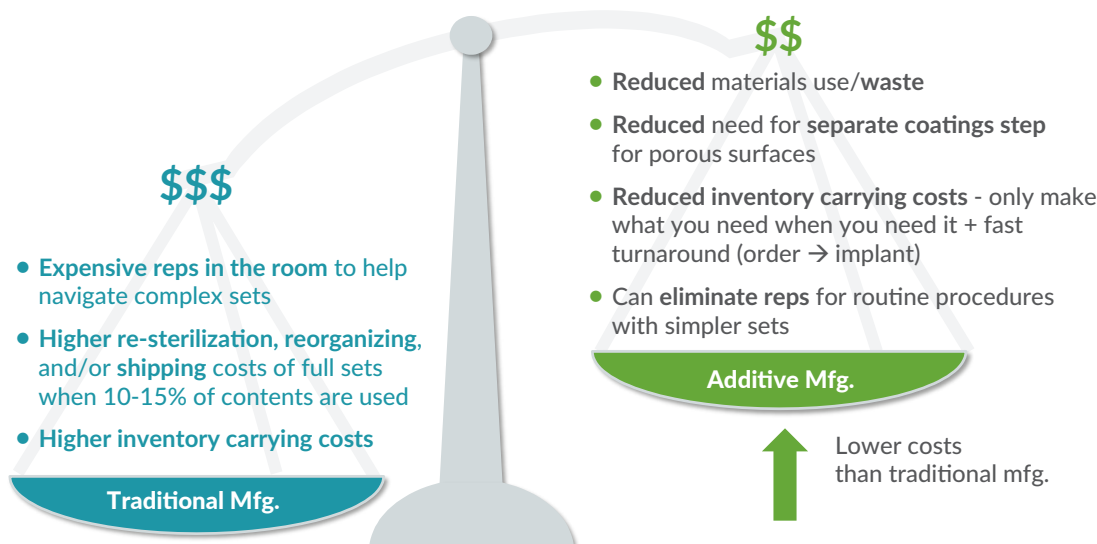 $$$
• Expensive reps in the room to help
navigate complex sets
• Higher re-sterilization, reorganizing,
and/or shipping costs of full sets
when 10-15% of contents are used
• Higher inventory carrying costs
Traditional Mfg.
$$
• Reduced materials use/waste
• Reduced need for separate coatings step
for porous surfaces
• Reduced inventory carrying costs - only make
what you need when you need it + fast
turnaround (order → implant)
• Can eliminate reps for routine procedures
with simpler sets
Additive Mfg.
Lower costs
than traditional mfg.